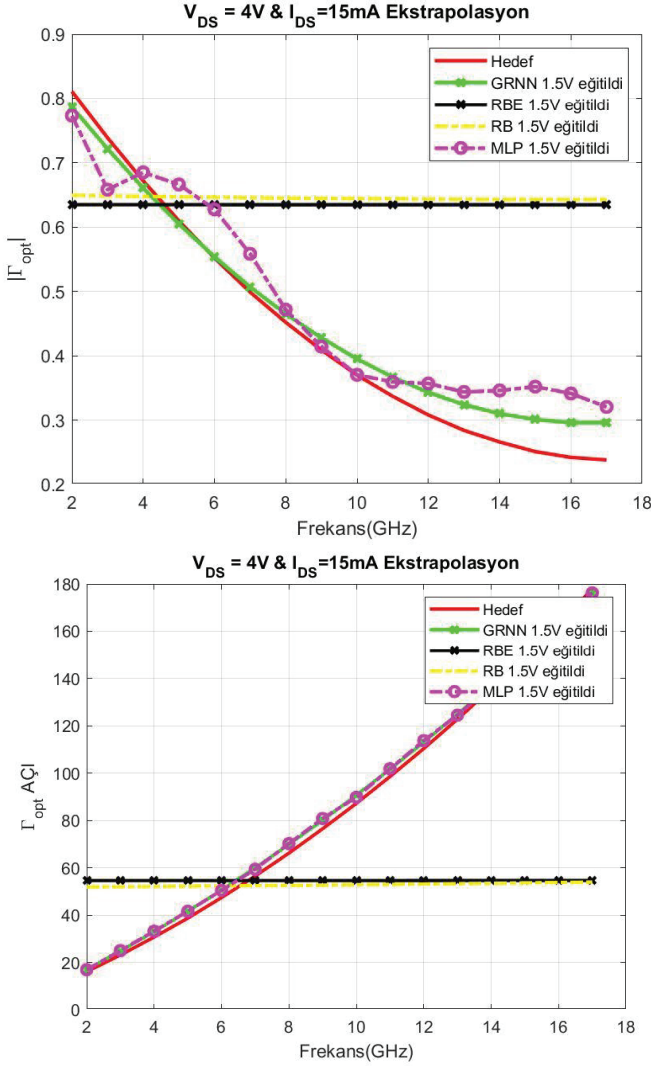 V_DS = 4V & I_DS=15mA Ekstrapolasyon
0.9
Hedef
GRNN 1.5V eğitildi
RBE 1.5V eğitildi
RB 1.5V eğitildi
MLP 1.5V eğitildi
0.8
0.7
0.6
0.5
0.4
0.3
0.2
|Γ_opt|
2 4 6 8 10 12 14 16 18
Frekans(GHz)
V_DS = 4V & I_DS=15mA Ekstrapolasyon
180
Hedef
GRNN 1.5V eğitildi
RBE 1.5V eğitildi
RB 1.5V eğitildi
MLP 1.5V eğitildi
160
140
120
100
80
60
40
20
0
Γ_opt AÇI
2 4 6 8 10 12 14 16 18
Frekans(GHz)